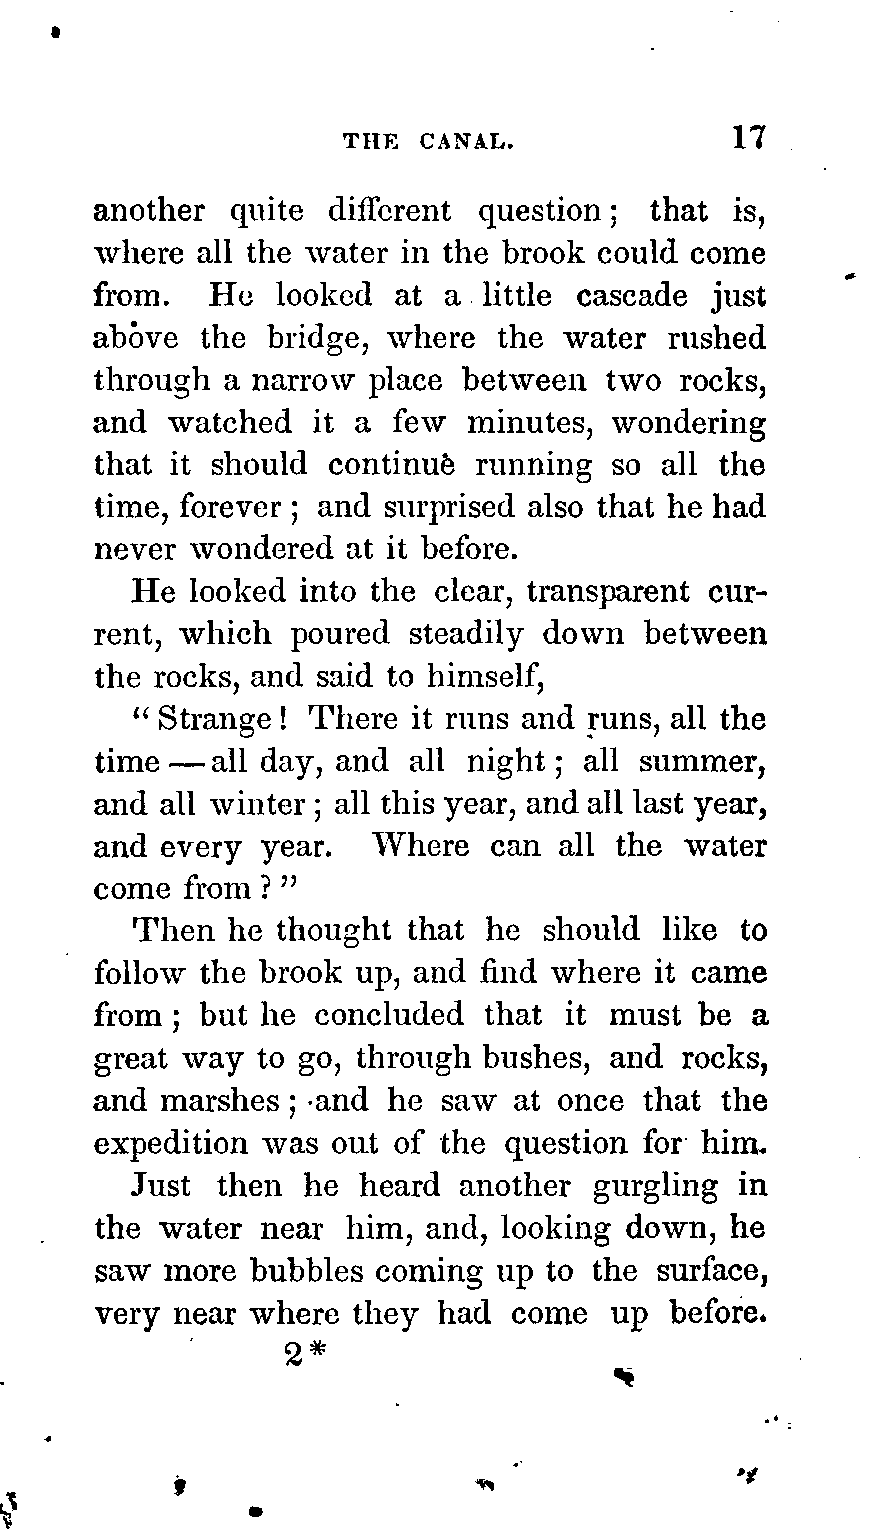 THE CANAL. 17
another quite different question; that is,
where all the water in the brook could come
from. He looked at a little cascade just
above the bridge, where the water rushed
through a narrow place between two rocks,
and watched it a few minutes, wondering
that it should continue running so all the
time, forever; and surprised also that he had
never wondered at it before.
He looked into the clear, transparent cur-
rent, which poured steadily down between
the rocks, and said to himself,
"Strange! There it runs and runs, all the
time — all day, and all night; all summer,
and all winter; all this year, and all last year,
and every year. Where can all the water
come from?"
Then he thought that he should like to
follow the brook up, and find where it came
from; but he concluded that it must be a
great way to go, through bushes, and rocks,
and marshes; and he saw at once that the
expedition was out of the question for him.
Just then he heard another gurgling in
the water near him, and, looking down, he
saw more bubbles coming up to the surface,
very near where they had come up before.
2*